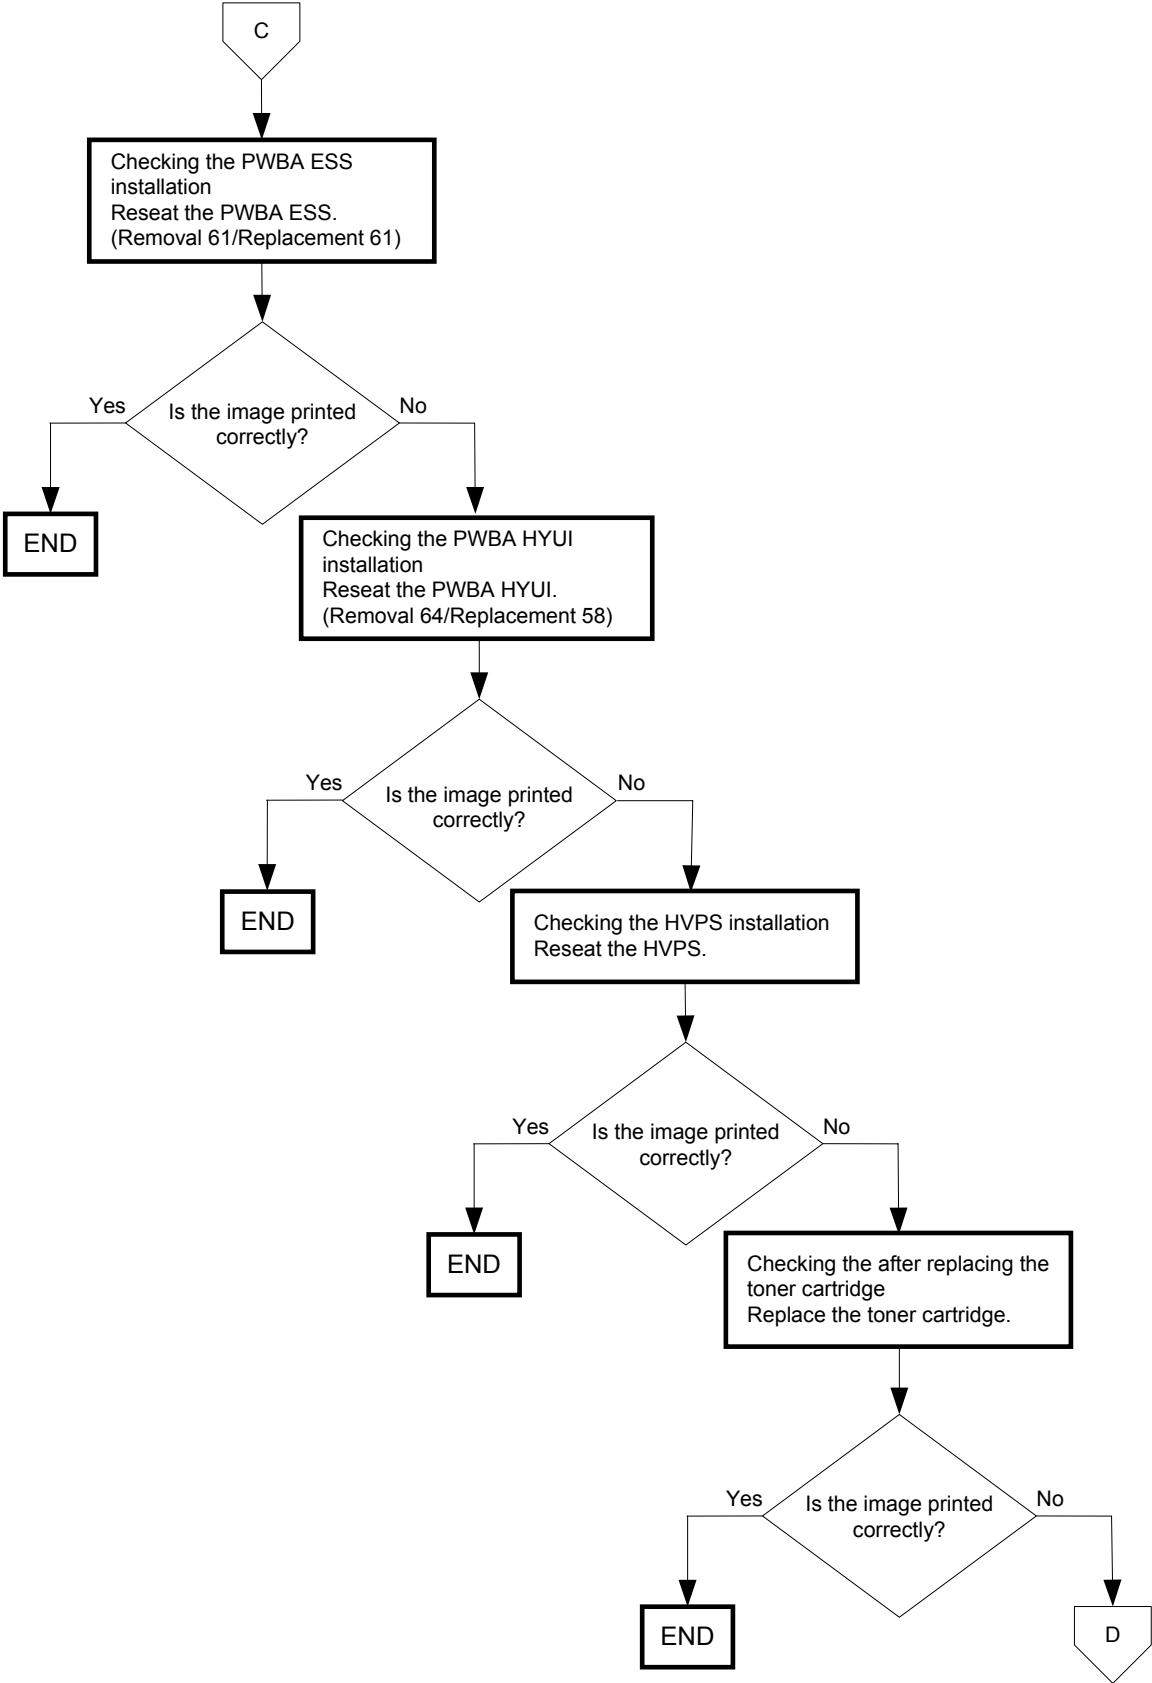 C
Checking the PWBA ESS
installation
Reseat the PWBA ESS.
(Removal 61/Replacement 61)
Yes
No
Is the image printed
correctly?
END
Checking the PWBA HYUI
installation
Reseat the PWBA HYUI.
(Removal 64/Replacement 58)
Yes
No
Is the image printed
correctly?
END
Checking the HVPS installation
Reseat the HVPS.
Yes
No
Is the image printed
correctly?
END
Checking the after replacing the
toner cartridge
Replace the toner cartridge.
Yes
No
Is the image printed
correctly?
END
D